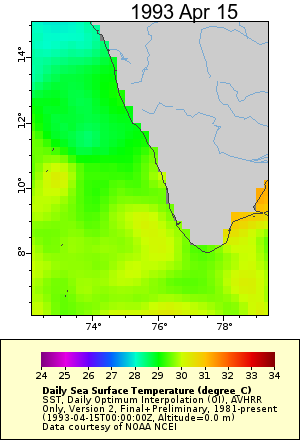 1993 Apr 15
14°
12°
10°
8°
74° 76° 78°
24 25 26 27 28 29 30 31 32 33 34
Daily Sea Surface Temperature (degree_C)
SST, Daily Optimum Interpolation (OI), AVHRR
Only, Version 2, Final+Preliminary, 1981-present
(1993-04-15T00:00:00Z, Altitude=0.0 m)
Data courtesy of NOAA NCEI